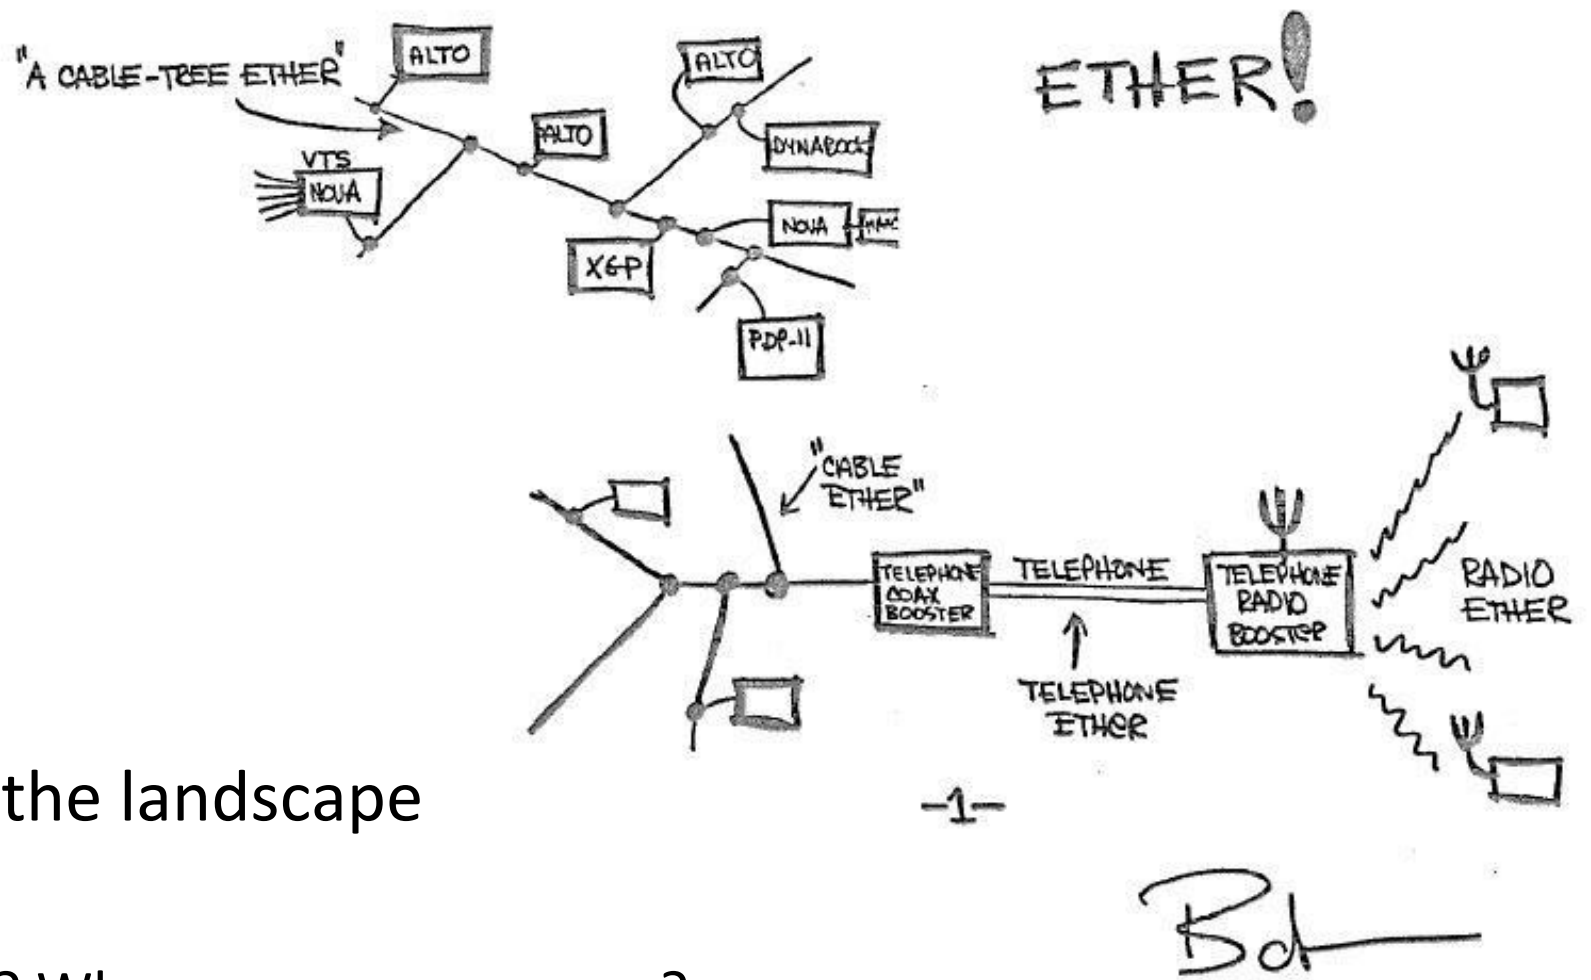 "A CABLE-TREE ETHER"
ALTO
ALTO
ETHER!
ALTO
DYNABOOK
VTS
NOVA
NOVA
XGP
PDP-11
"CABLE
ETHER"
TELEPHONE
COAX
BOOSTER
TELEPHONE
TELEPHONE
RADIO
BOOSTER
RADIO
ETHER
TELEPHONE
ETHER
the landscape
-1-